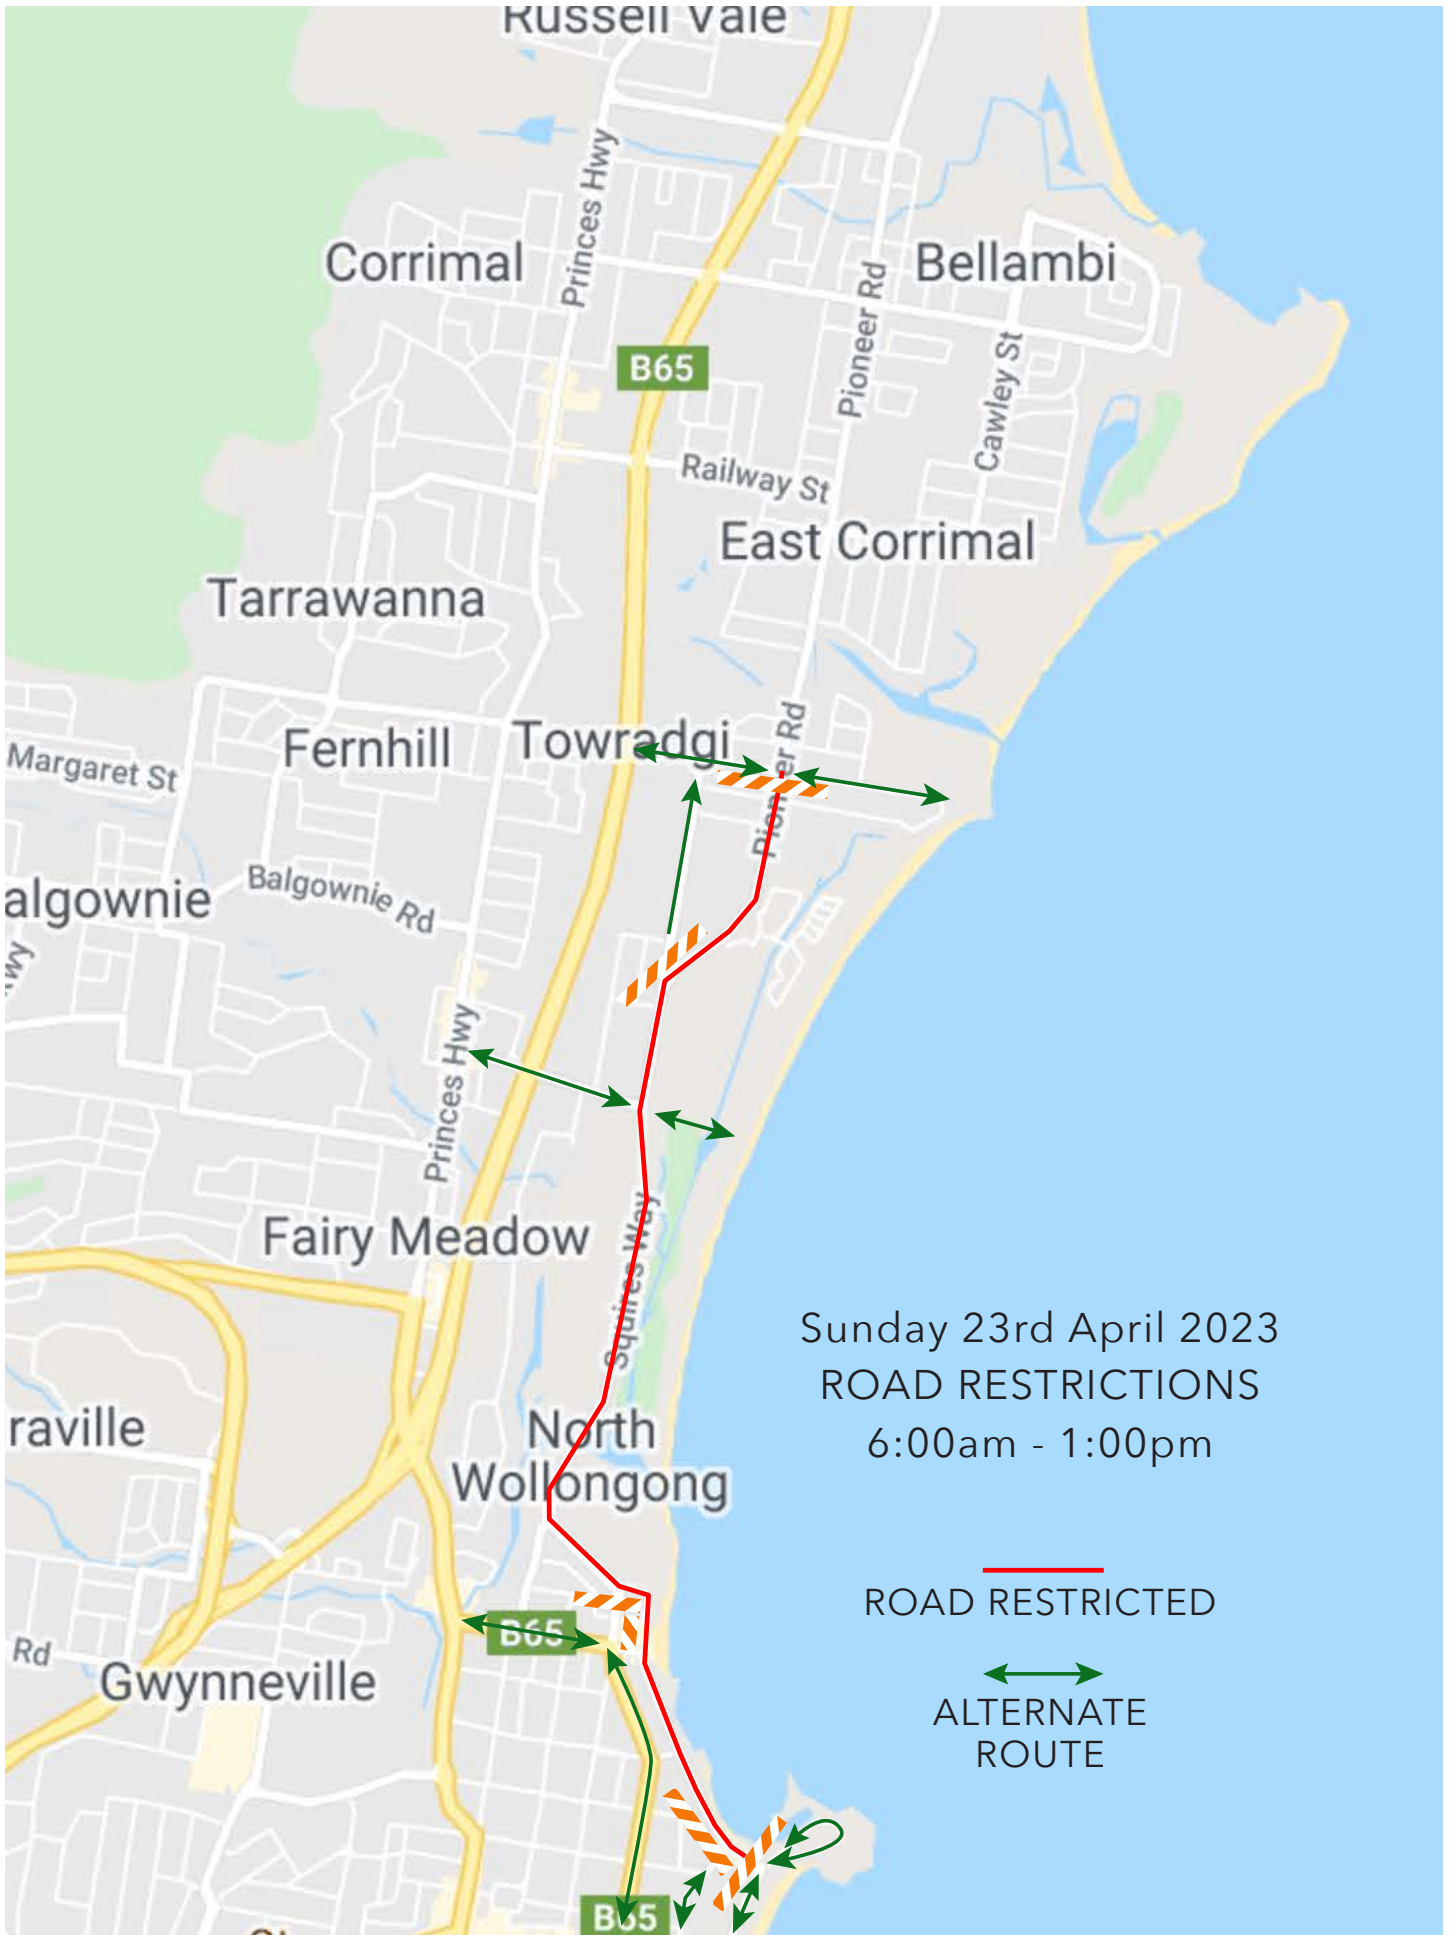 Russell Vale
Princes Hwy
Corrimal
Bellambi
Pioneer Rd
B65
Cawley St
Railway St
East Corrimal
Tarrawanna
Pioneer Rd
Fernhill
Towradgi
Margaret St
Balgownie Rd
algownie
wy
Princes Hwy
Squires Way
Fairy Meadow
Sunday 23rd April 2023
ROAD RESTRICTIONS
6:00am - 1:00pm
raville
North
Wollongong
ROAD RESTRICTED
B65
Rd
Gwynneville
ALTERNATE
ROUTE
B65